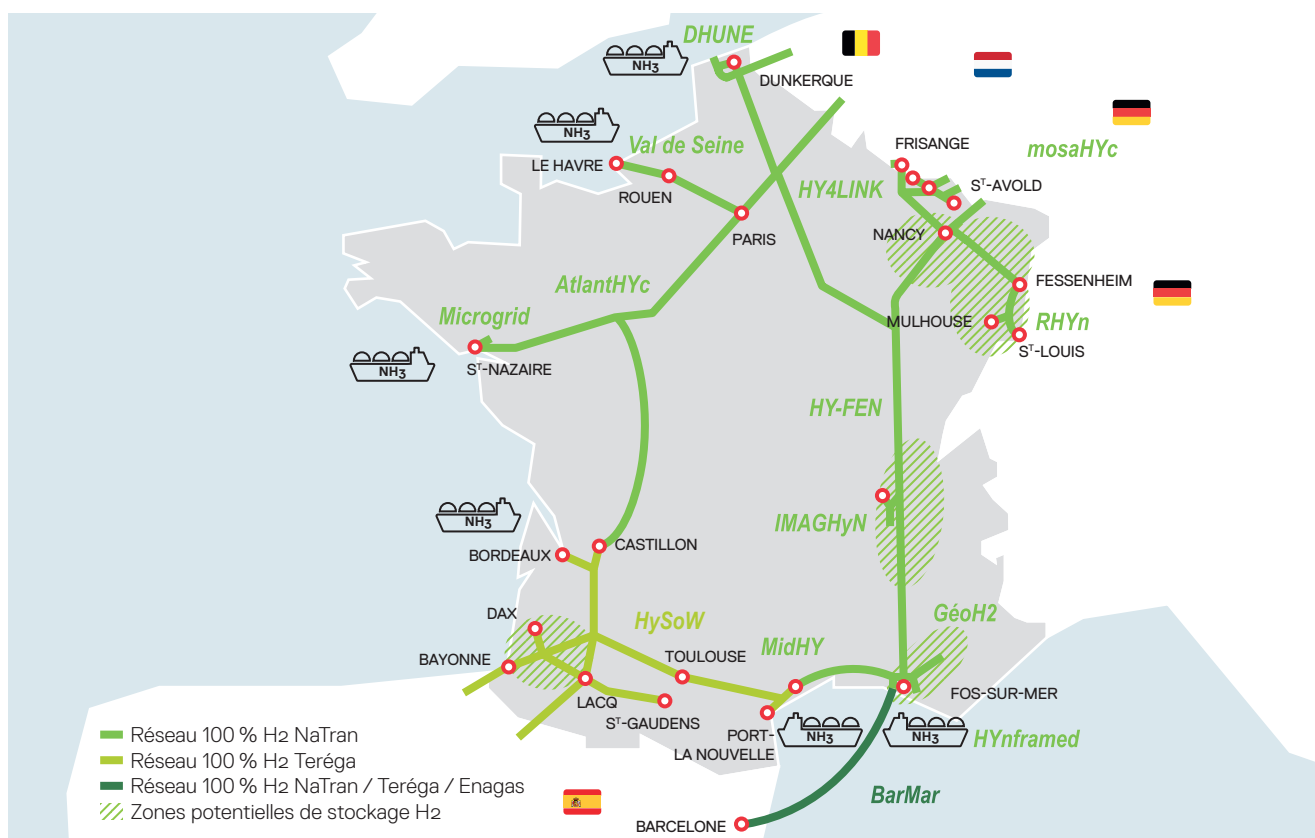 DHUNE
NH3
DUNKERQUE
NH3
Val de Seine
LE HAVRE
ROUEN
PARIS
FRISANGE
mosaHYc
HY4LINK
ST-AVOLD
NANCY
FESSENHEIM
MULHOUSE
RHYn
ST-LOUIS
AtlantHYc
Microgrid
NH3
ST-NAZAIRE
HY-FEN
IMAGHyN
NH3
BORDEAUX
CASTILLON
DAX
HySoW
BAYONNE
TOULOUSE
MidHY
GéoH2
LACQ
ST-GAUDENS
FOS-SUR-MER
PORT-
LA NOUVELLE
NH3
NH3
HYnframed
BarMar
BARCELONE
Réseau 100 % H2 NaTran
Réseau 100 % H2 Teréga
Réseau 100 % H2 NaTran / Teréga / Enagas
Zones potentielles de stockage H2